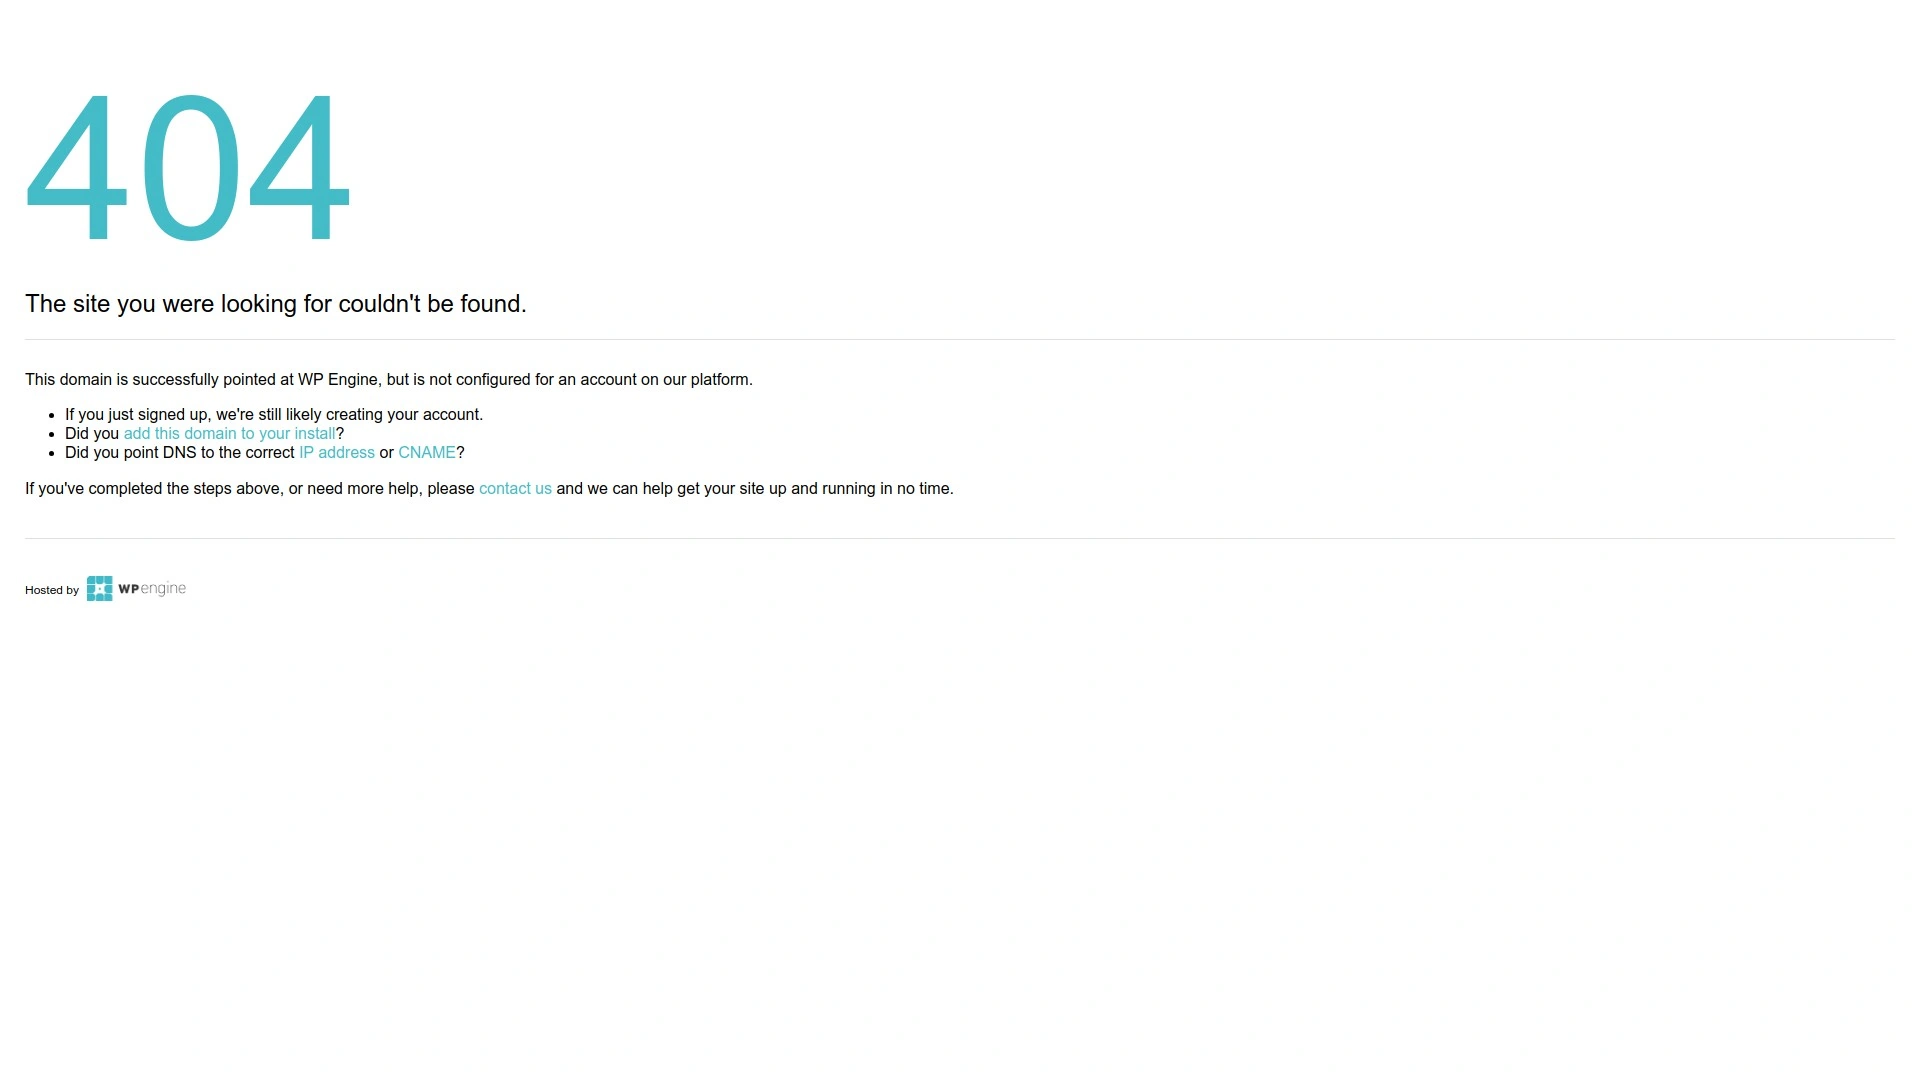 404
The site you were looking for couldn't be found.
This domain is successfully pointed at WP Engine, but is not configured for an account on our platform.
If you just signed up, we're still likely creating your account.
Did you add this domain to your install?
Did you point DNS to the correct IP address or CNAME?
If you've completed the steps above, or need more help, please contact us and we can help get your site up and running in no time.
Hosted by WPengine